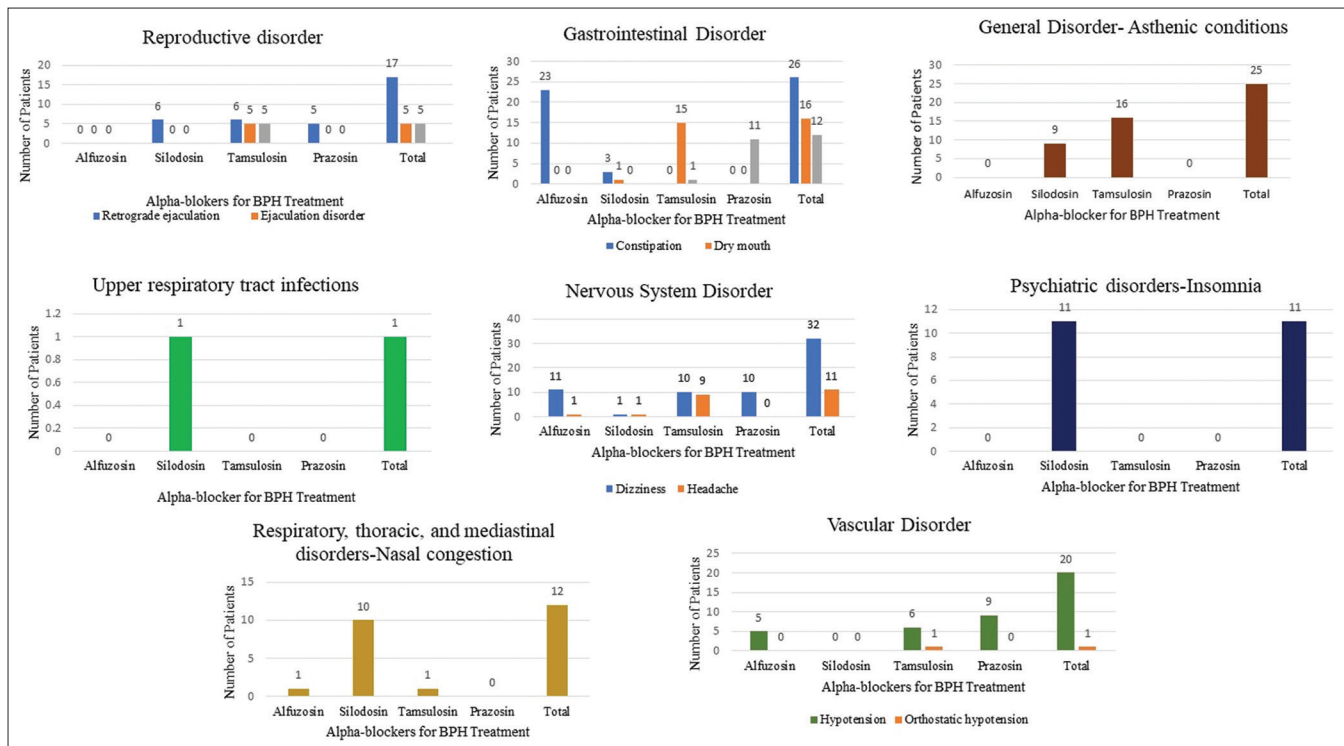 Reproductive disorder
Number of Patients
20
15
10
5
0
0 0 0
6
0 0
6
5
5
5
0 0
17
5
5
Alfuzosin Silodosin Tamsulosin Prazosin Total
Alpha-blokers for BPH Treatment
Retrograde ejaculation Ejaculation disorder
Gastrointestinal Disorder
Number of Patients
30
25
20
15
10
5
0
23
0 0
3
1
0
0
15
1
0 0
11
26
16
12
Alfuzosin Silodosin Tamsulosin Prazosin Total
Alpha-blocker for BPH Treatment
Constipation Dry mouth
General Disorder- Asthenic conditions
Number of Patients
30
25
20
15
10
5
0
0
9
16
0
25
Alfuzosin Silodosin Tamsulosin Prazosin Total
Alpha-blocker for BPH Treatment
Upper respiratory tract infections
Number of Patients
1.2
1
0.8
0.6
0.4
0.2
0
0
1
0
0
1
Alfuzosin Silodosin Tamsulosin Prazosin Total
Alpha-blocker for BPH Treatment
Nervous System Disorder
Number of Patients
40
30
20
10
0
11
1
1
1
10
9
10
0
32
11
Alfuzosin Silodosin Tamsulosin Prazosin Total
Alpha-blockers for BPH Treatment
Dizziness Headache
Psychiatric disorders-Insomnia
Number of Patients
12
10
8
6
4
2
0
0
11
0
0
11
Alfuzosin Silodosin Tamsulosin Prazosin Total
Alpha-blocker for BPH Treatment
Respiratory, thoracic, and mediastinal
disorders-Nasal congestion
Number of Patients
15
10
5
0
1
10
1
0
12
Alfuzosin Silodosin Tamsulosin Prazosin Total
Alpha-blockers for BPH Treatment
Vascular Disorder
Number of Patients
25
20
15
10
5
0
5
0
0 0
6
1
9
0
20
1
Alfuzosin Silodosin Tamsulosin Prazosin Total
Alpha-blockers for BPH Treatment
Hypotension Orthostatic hypotension